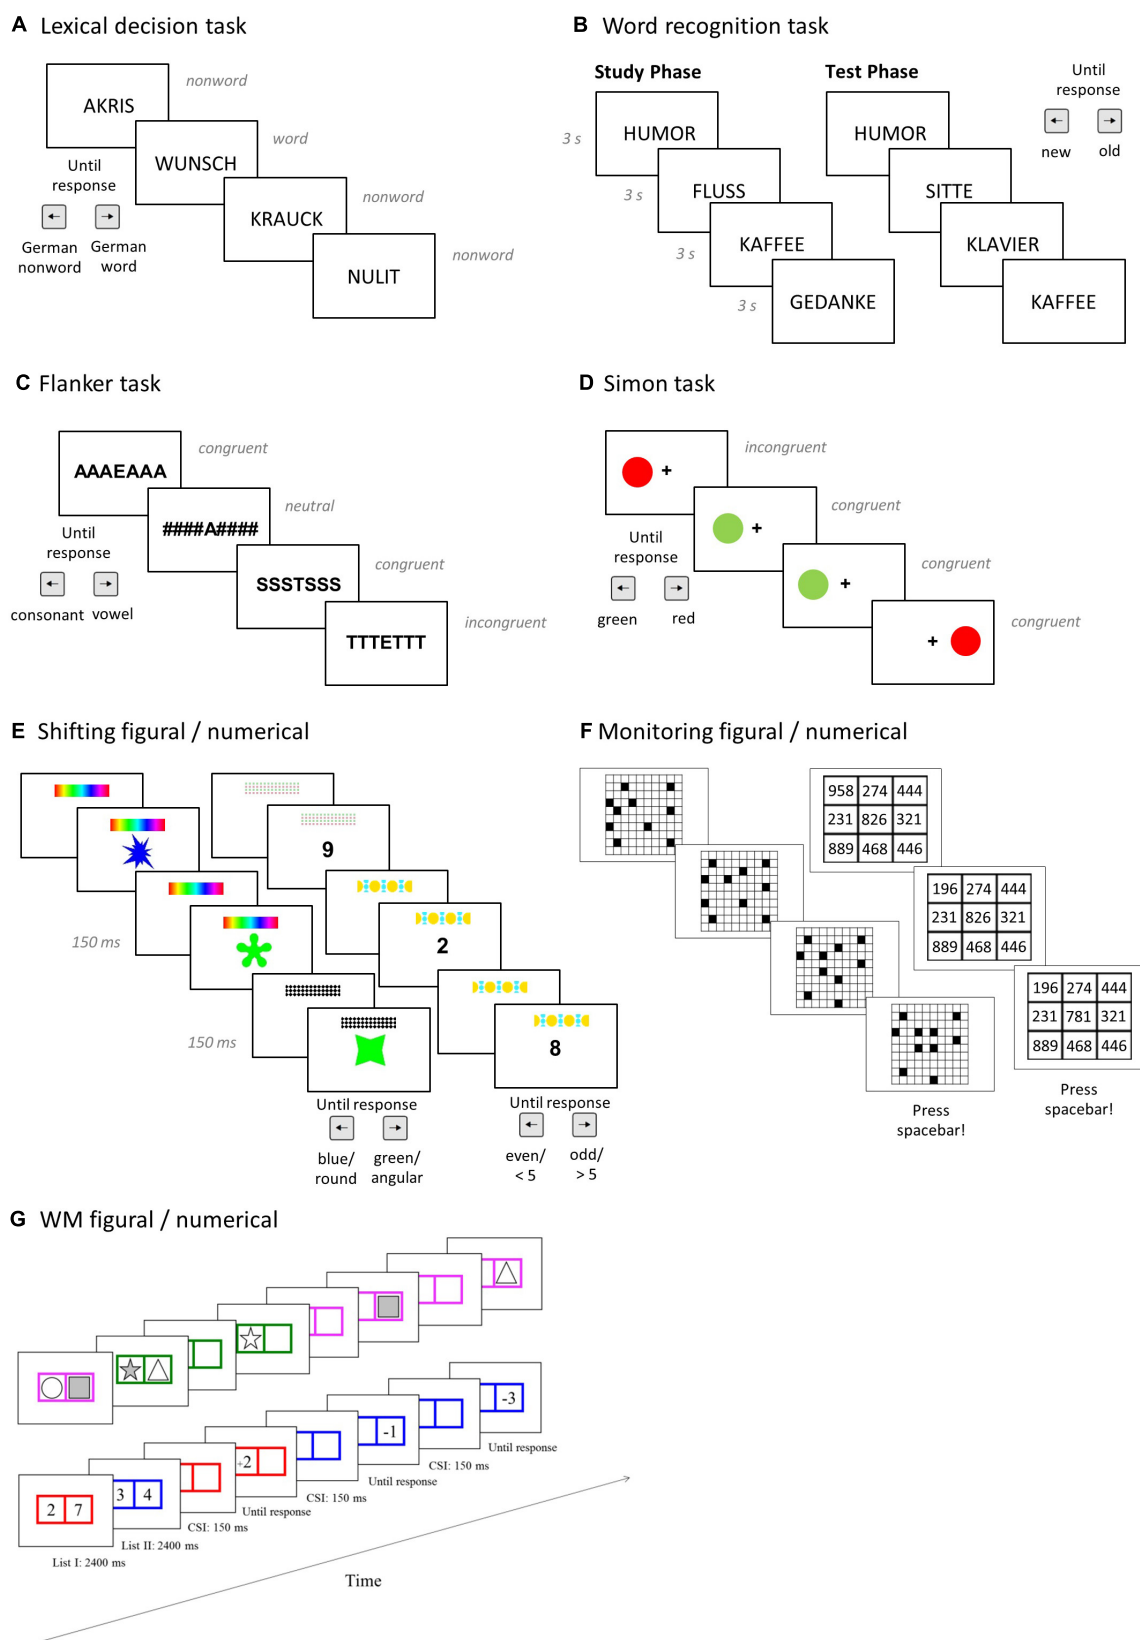 A Lexical decision task
AKRIS
nonword
WUNSCH
word
KRAUCK
nonword
NULIT
nonword
Until
response
← →
German nonword
German word
B Word recognition task
Study Phase
HUMOR
3 s
FLUSS
3 s
KAFFEE
3 s
GEDANKE
3 s
Test Phase
HUMOR
SITTE
KLAVIER
KAFFEE
Until
response
← →
new old
C Flanker task
AAAEAAA
congruent
####A####
neutral
SSSTSSS
congruent
TTTETTT
incongruent
Until
response
← →
consonant vowel
D Simon task
+
incongruent
+
congruent
+
congruent
+
congruent
Until
response
← →
green red
E Shifting figural / numerical
150 ms
150 ms
Until response
← →
blue/ round
green/ angular
9
2
8
Until response
← →
even/ < 5
odd/ > 5
F Monitoring figural / numerical
Press
spacebar!
958 274 444
231 826 321
889 468 446
196 274 444
231 826 321
889 468 446
196 274 444
231 781 321
889 468 446
Press
spacebar!
G WM figural / numerical
2 7
List I: 2400 ms
3 4
List II: 2400 ms
CSI: 150 ms
+2
Until response
CSI: 150 ms
-1
Until response
CSI: 150 ms
-3
Until response
Time